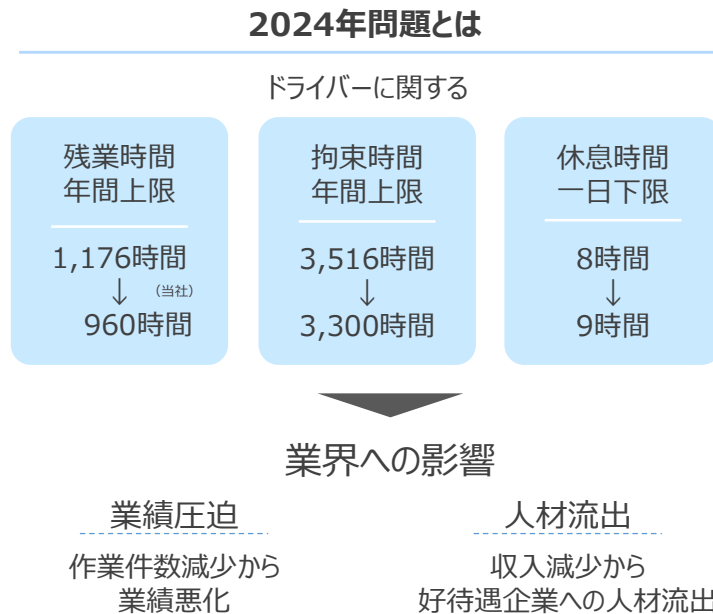 2024年問題とは
ドライバーに関する
残業時間
年間上限
1,176時間
↓ (当社)
960時間
拘束時間
年間上限
3,516時間
↓
3,300時間
休息時間
一日下限
8時間
↓
9時間
業界への影響
業績圧迫
作業件数減少から
業績悪化
人材流出
収入減少から
好待遇企業への人材流出